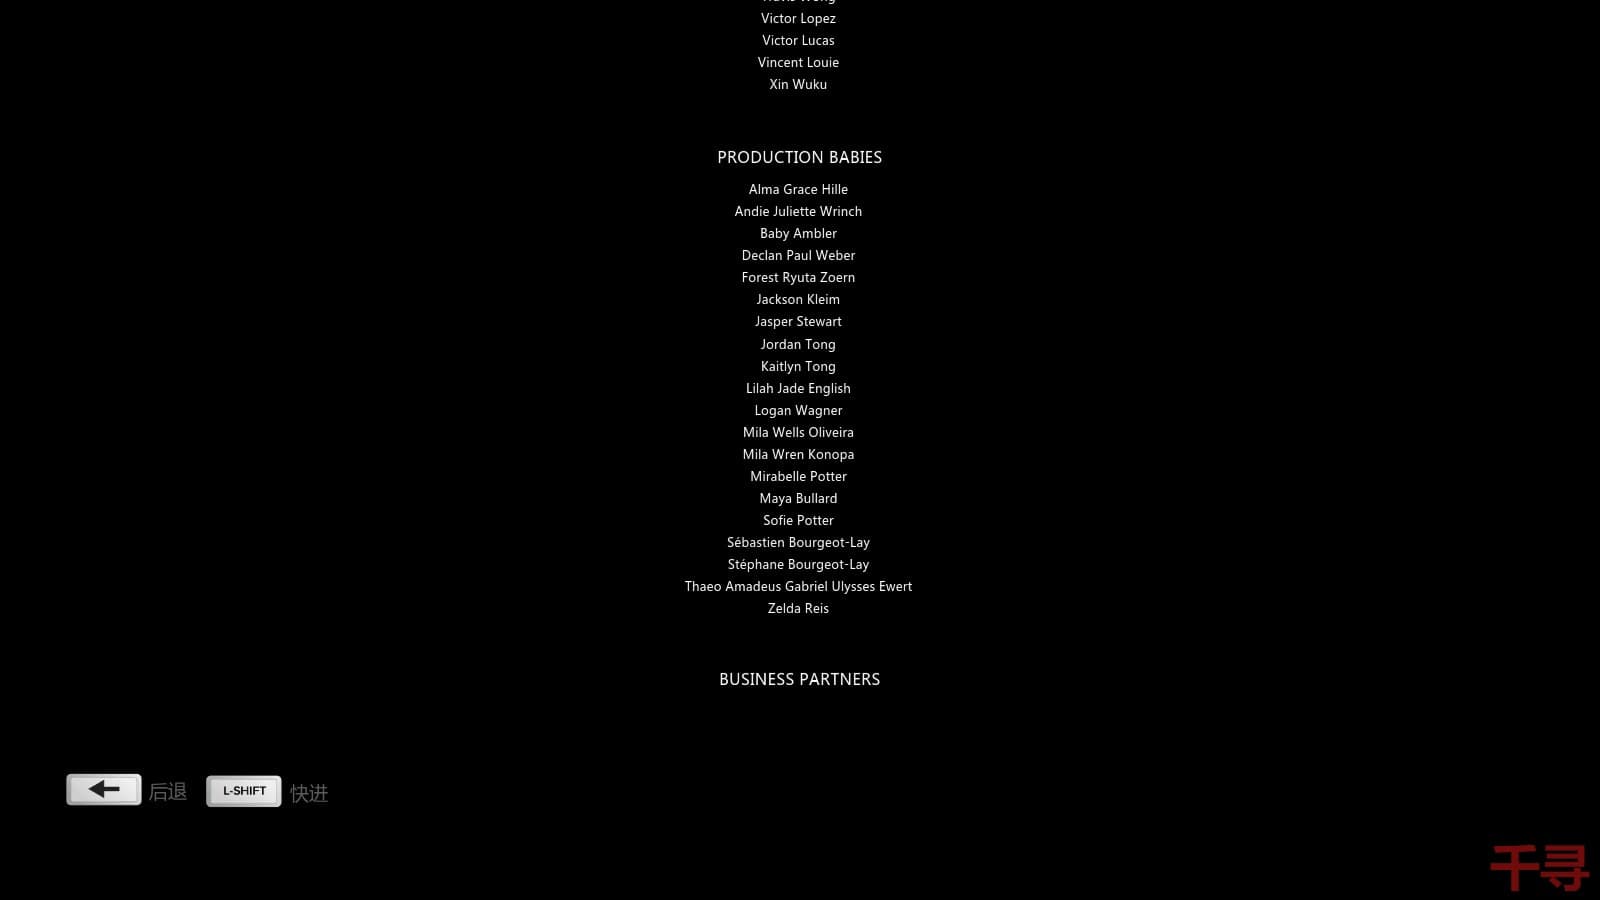 Victor Lopez
Victor Lucas
Vincent Louie
Xin Wuku
PRODUCTION BABIES
Alma Grace Hille
Andie Juliette Wrinch
Baby Ambler
Declan Paul Weber
Forest Ryuta Zoern
Jackson Kleim
Jasper Stewart
Jordan Tong
Kaitlyn Tong
Lilah Jade English
Logan Wagner
Mila Wells Oliveira
Mila Wren Konopa
Mirabelle Potter
Maya Bullard
Sofie Potter
Sébastien Bourgeot-Lay
Stéphane Bourgeot-Lay
Thaeo Amadeus Gabriel Ulysses Ewert
Zelda Reis
BUSINESS PARTNERS
后退 L-SHIFT 快进
千寻